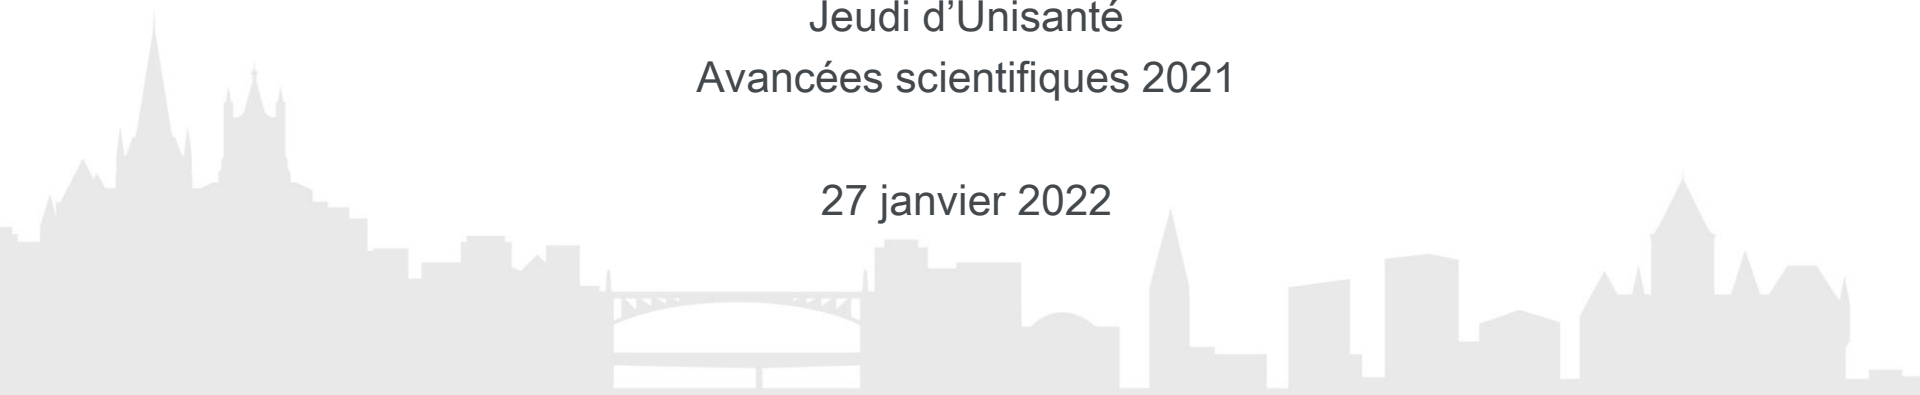 Jeudi d’Unisanté
Avancées scientifiques 2021
27 janvier 2022